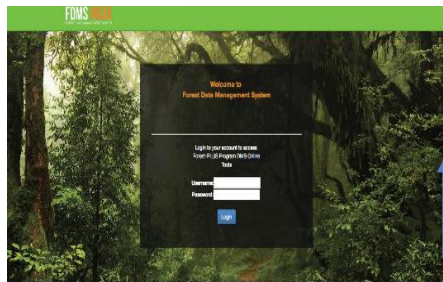 FDMS INDIA
Welcome to
Forest Data Management System
Login to your account to access
Forest-PLUS Program DMS Online
Tools
Username:
Password:
Login